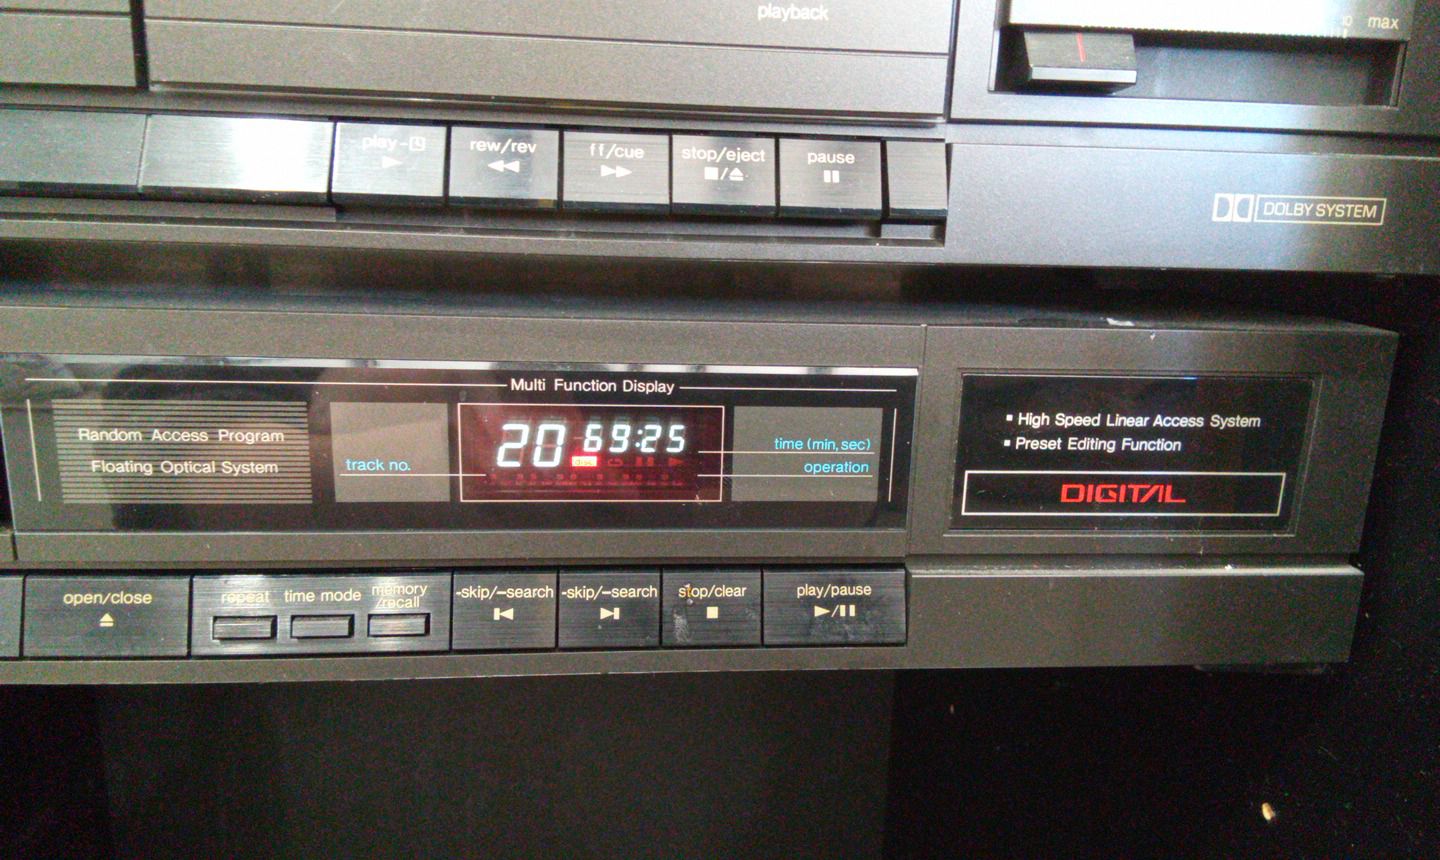 playback
10 max
play-
rew/rev
ff/cue
stop/eject
/
pause
DOLBY SYSTEM
Multi Function Display
Random Access Program
Floating Optical System
track no.
20 69:25
disc
time (min, sec)
operation
High Speed Linear Access System
Preset Editing Function
DIGITAL
open/close
repeat
time mode
memory
/recall
-skip/-search
-skip/-search
stop/clear
play/pause
/